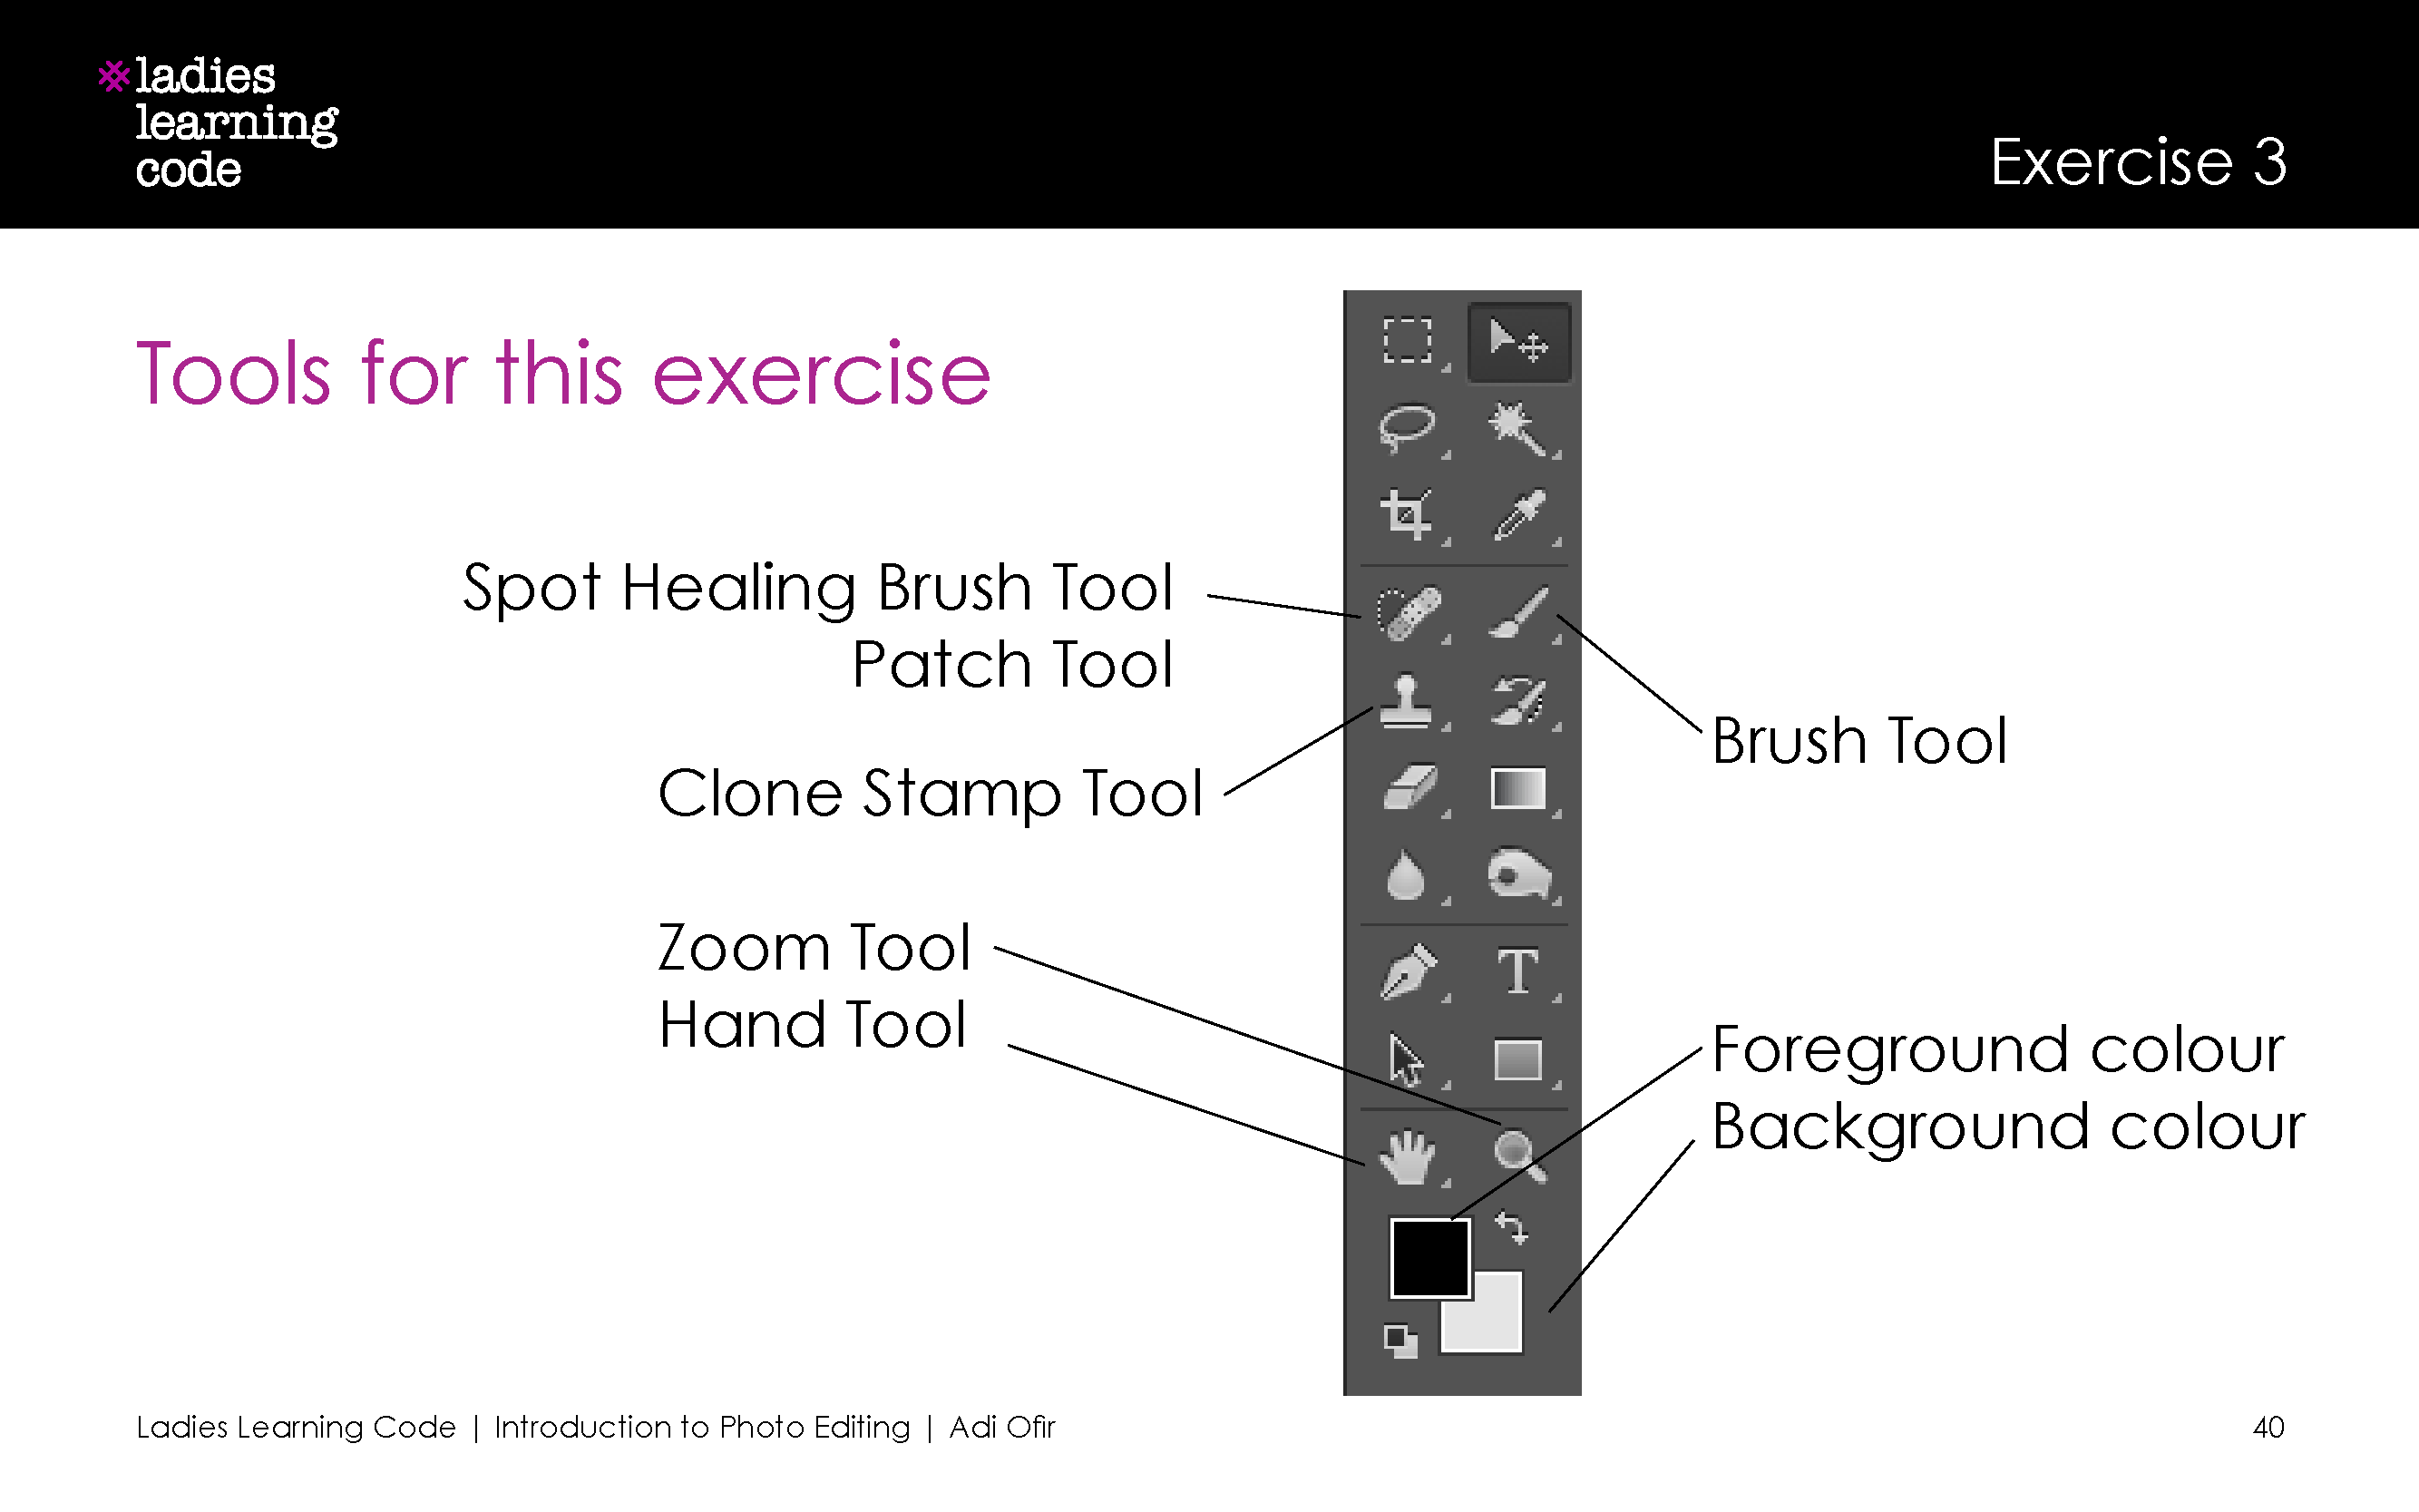 ladies
learning
code
Exercise 3
Tools for this exercise
Spot Healing Brush Tool
Patch Tool
Brush Tool
Clone Stamp Tool
Zoom Tool
Hand Tool
Foreground colour
Background colour
T
Ladies Learning Code | Introduction to Photo Editing | Adi Ofir
40